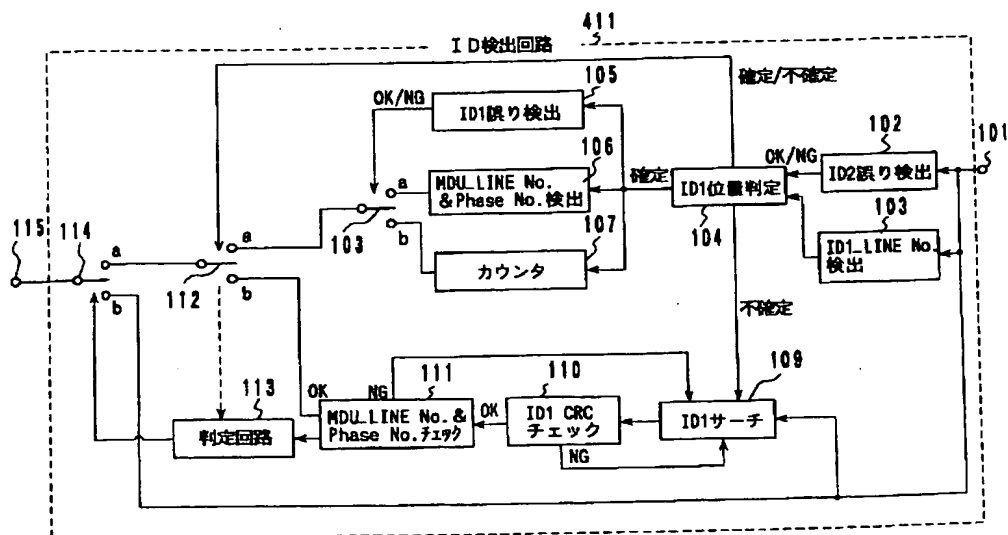 411
ID検出回路
105
OK/NG
ID1誤り検出
確定/不確定
101
102
106
OK/NG
ID2誤り検出
a
MDU_LINE No.
&Phase No.検出
確定
ID1位置判定
103
115
114
a
a
103
b
107
104
ID1_LINE No.
検出
カウンタ
b
112
b
不確定
110
109
111
NG
OK
113
MDU_LINE No.&
Phase No.チェック
OK
ID1 CRC
チェック
ID1サーチ
判定回路
NG